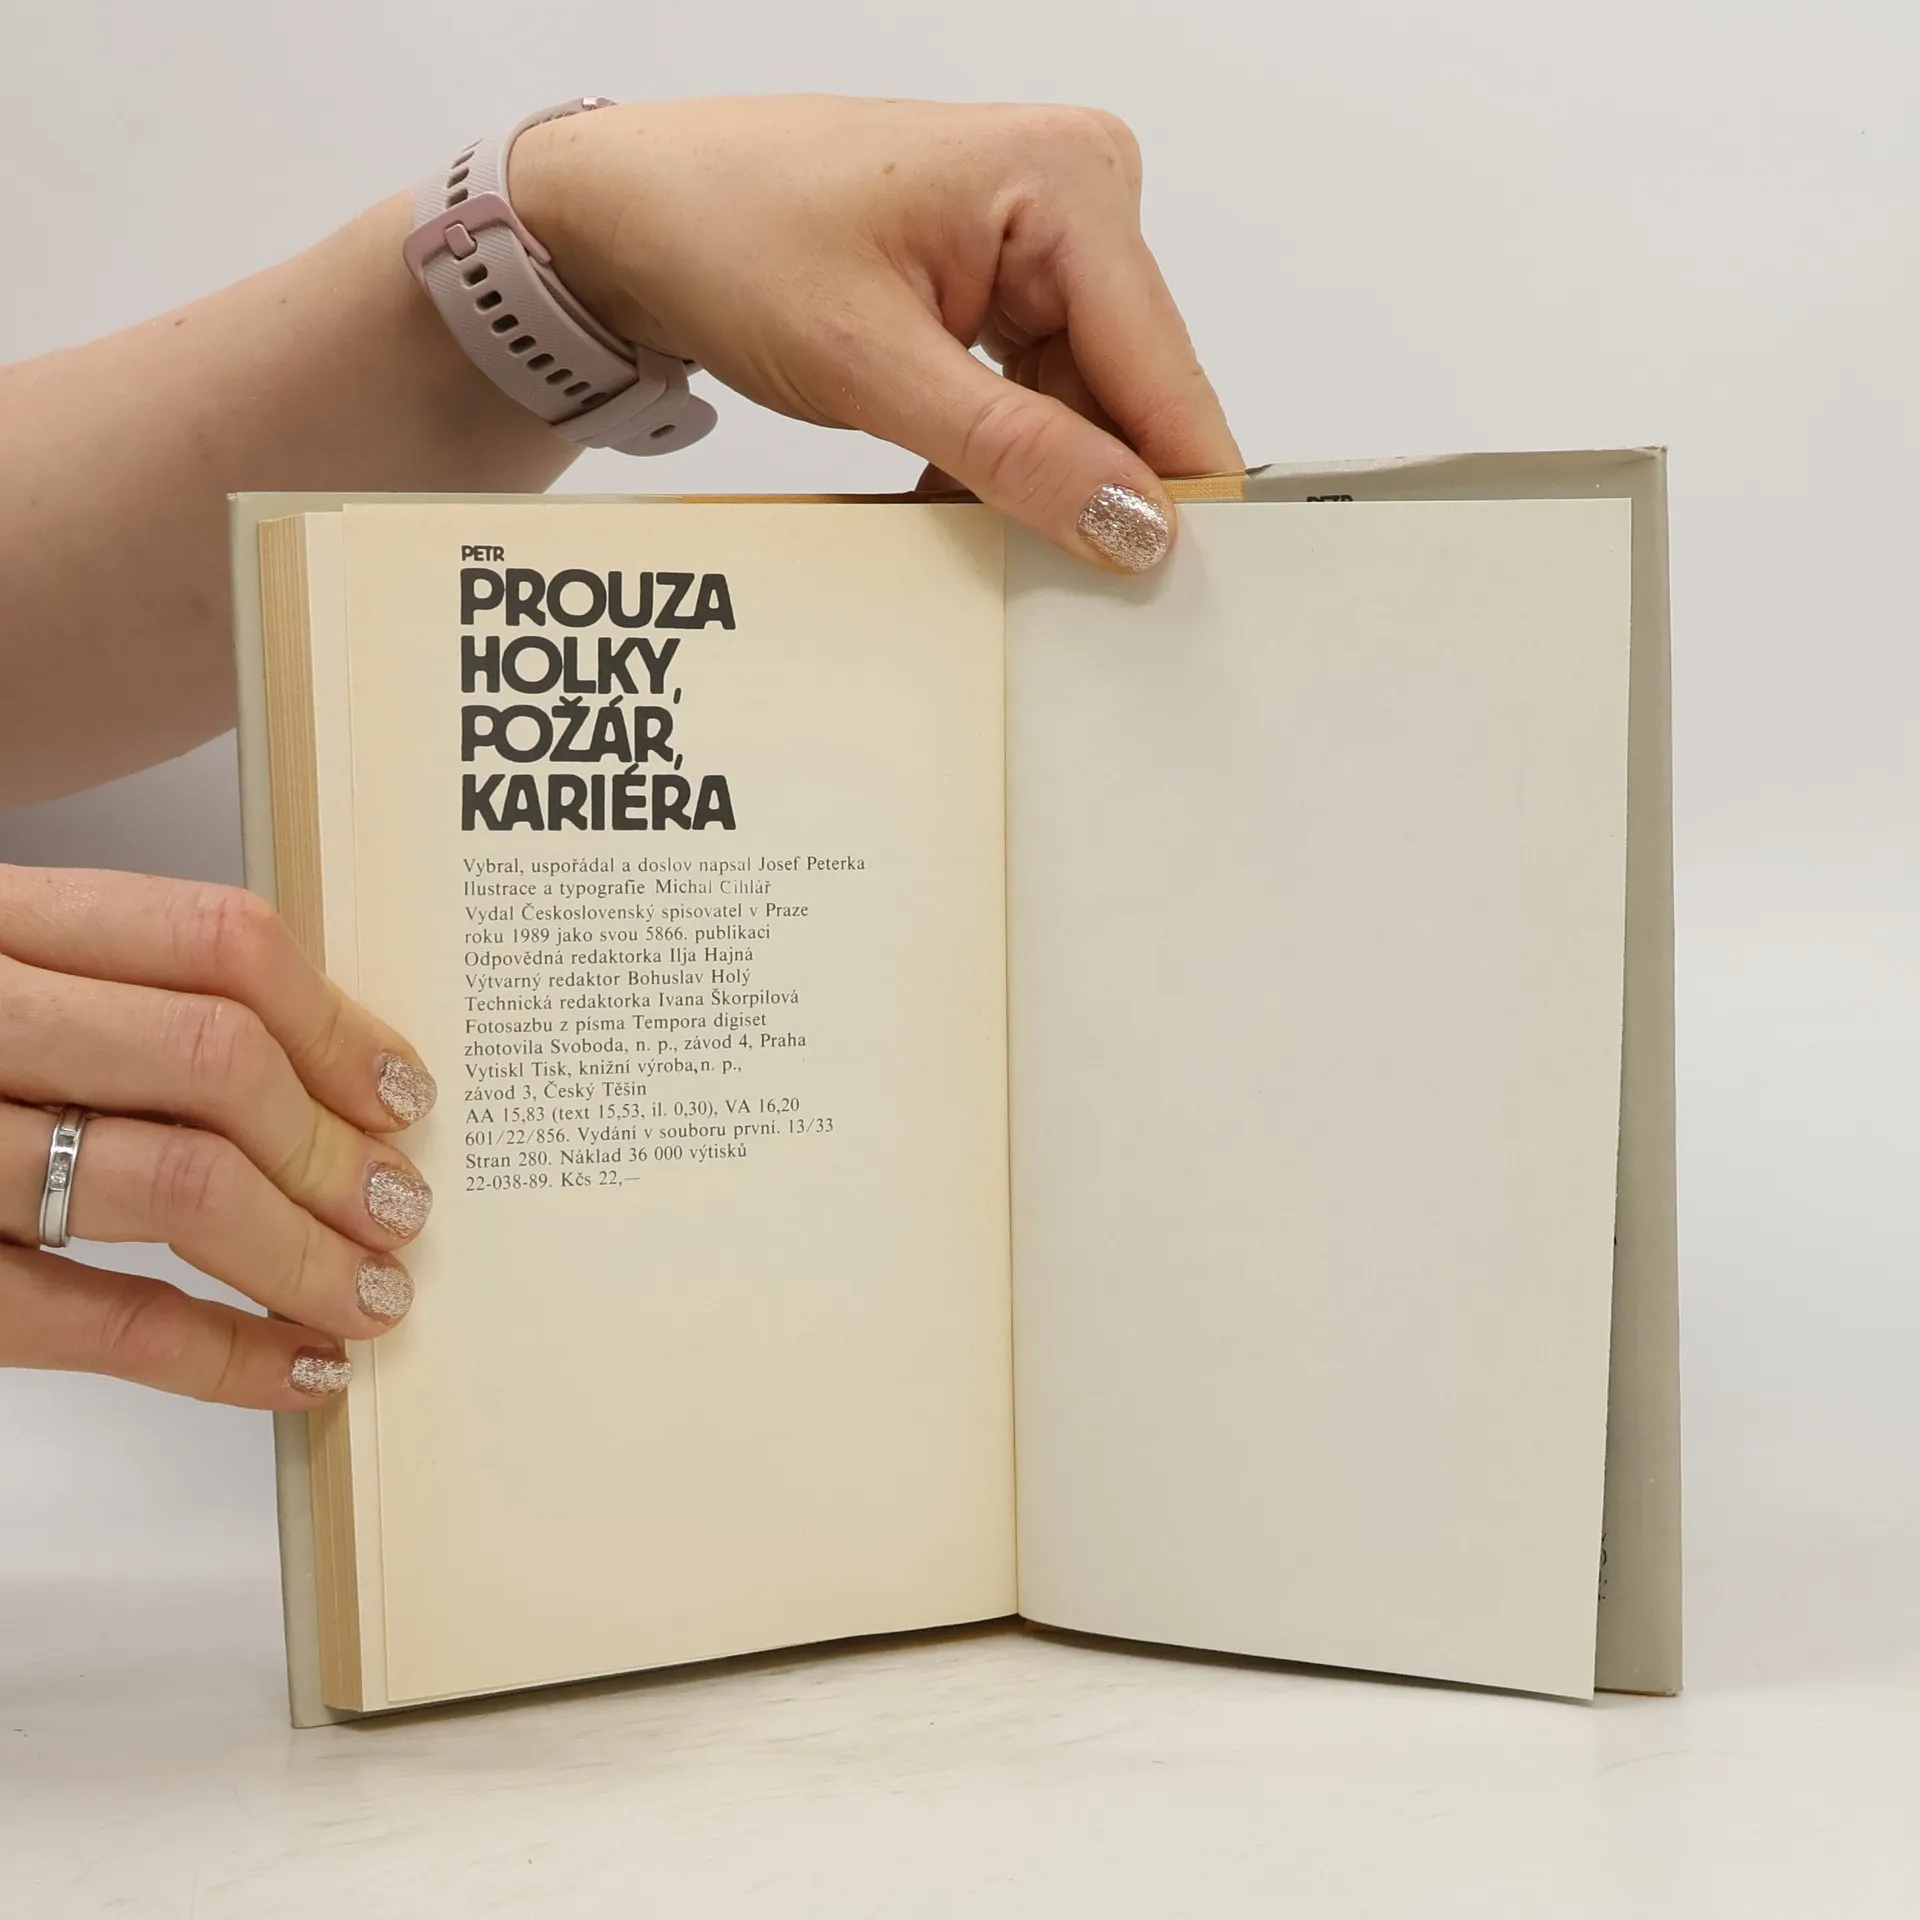 PETR
PROUZA
HOLKY,
POŽÁR,
KARIÉRA
Vybral, uspořádal a doslov napsal Josef Peterka
Ilustrace a typografie Michal Cihlář
Vydal Československý spisovatel v Praze
roku 1989 jako svou 5866. publikaci
Odpovědná redaktorka Ilja Hajná
Výtvarný redaktor Bohuslav Holý
Technická redaktorka Ivana Škorpilová
Fotosazbu z písma Tempora digiset
zhotovila Svoboda, n. p., závod 4, Praha
Vytiskl Tisk, knižní výroba, n. p.,
závod 3, Český Těšín
AA 15,83 (text 15,53, il. 0,30), VA 16,20
601/22/856. Vydání v souboru první. 13/33
Stran 280. Náklad 36 000 výtisků
22-038-89. Kčs 22,—
PETR